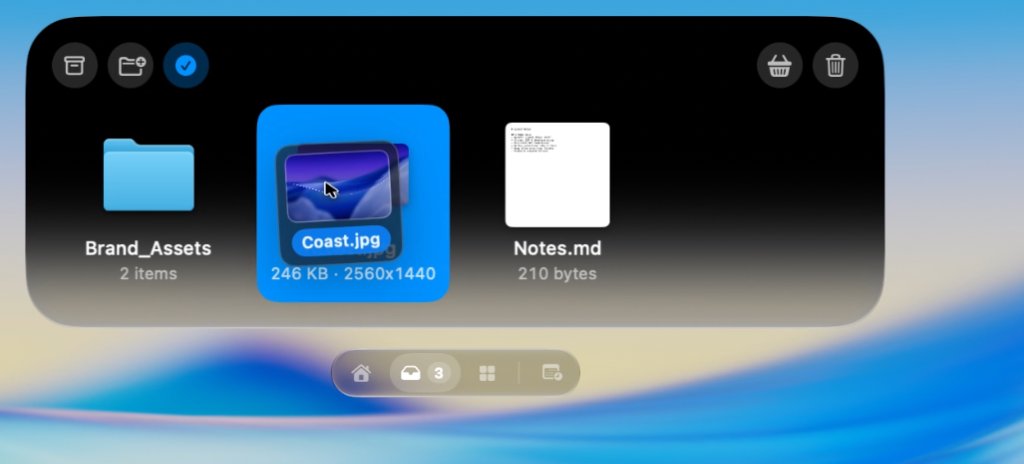 Brand_Assets
2 items
Coast.jpg
246 KB · 2560x1440
Notes.md
210 bytes
3